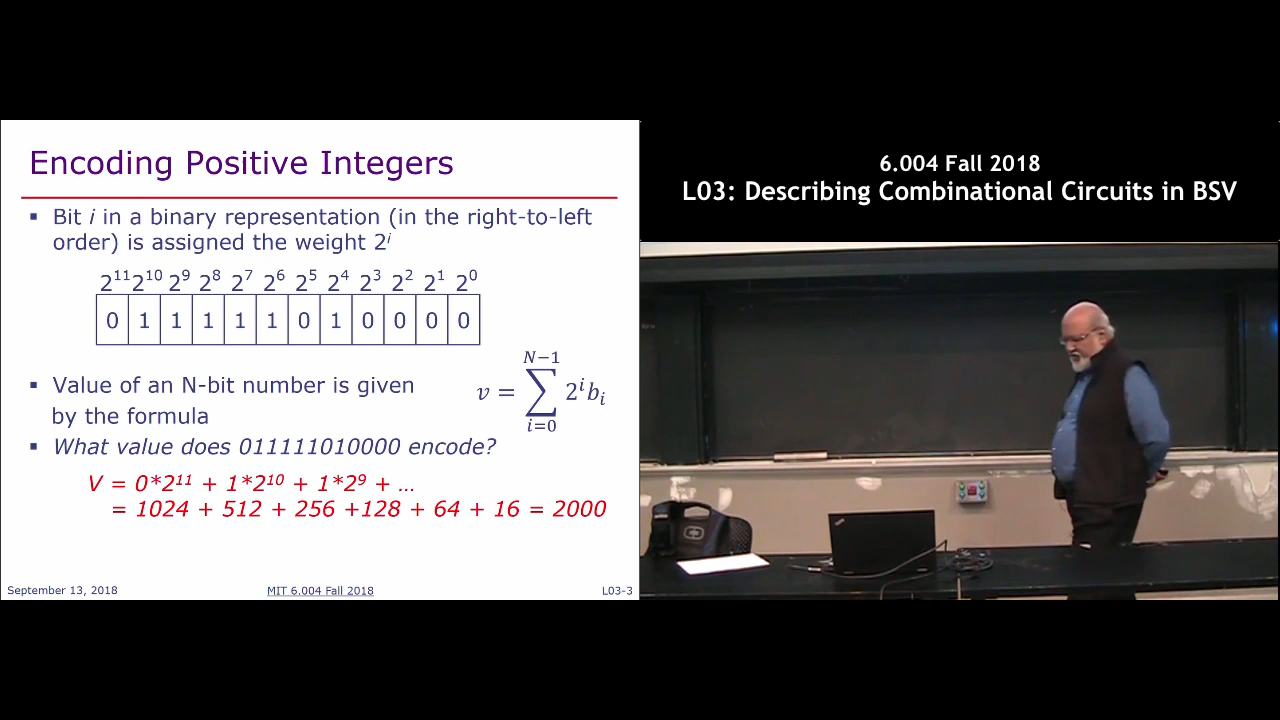 Encoding Positive Integers
▪ Bit i in a binary representation (in the right-to-left
order) is assigned the weight 2^i
2^11 2^10 2^9 2^8 2^7 2^6 2^5 2^4 2^3 2^2 2^1 2^0
0 1 1 1 1 1 0 1 0 0 0 0
▪ Value of an N-bit number is given
by the formula
v = ∑_{i=0}^{N−1} 2^i b_i
▪ What value does 011111010000 encode?
V = 0*2^11 + 1*2^10 + 1*2^9 + …
= 1024 + 512 + 256 +128 + 64 + 16 = 2000
September 13, 2018
MIT 6.004 Fall 2018
L03-3
6.004 Fall 2018
L03: Describing Combinational Circuits in BSV